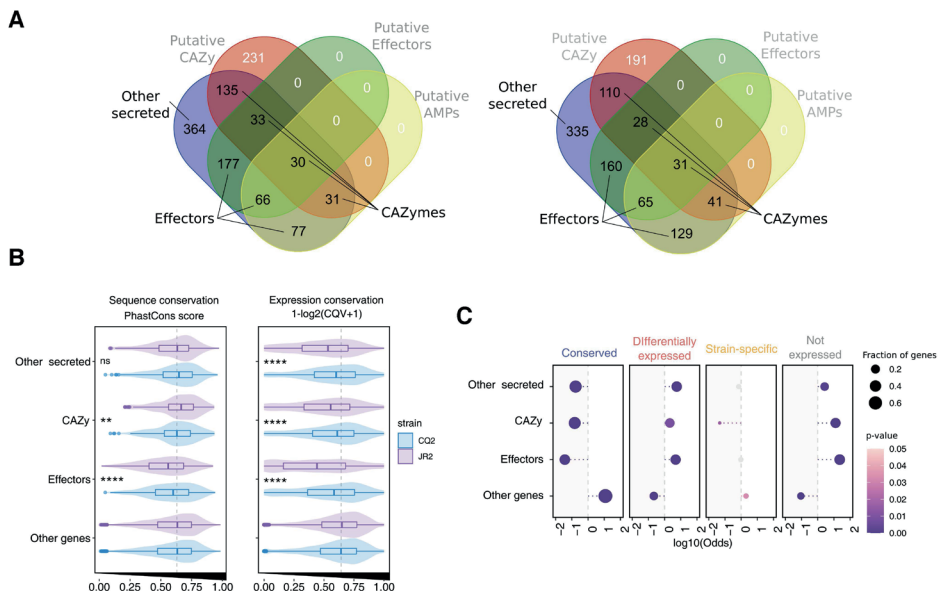 A
Putative
CAZy
Putative
Effectors
Putative
AMPs
Other
secreted
231
0
0
0
0
0
135
33
364
177
30
66
31
77
Effectors
CAZymes
Putative
CAZy
Putative
Effectors
Putative
AMPs
Other
secreted
191
0
0
0
0
0
110
28
335
160
31
65
41
129
Effectors
CAZymes
B
Sequence conservation
PhastCons score
Expression conservation
1-log2(CQV+1)
Other secreted
ns
****
CAZy
**
****
Effectors
****
****
Other genes
0.00 0.25 0.50 0.75 1.00
0.00 0.25 0.50 0.75 1.00
strain
CQ2
JR2
C
Conserved
DIfferentially
expressed
Strain-specific
Not
expressed
Other secreted
CAZy
Effectors
Other genes
-2 -1 0 1 2
-2 -1 0 1 2
-2 -1 0 1 2
-2 -1 0 1 2
log10(Odds)
Fraction of genes
0.2
0.4
0.6
p-value
0.05
0.04
0.03
0.02
0.01
0.00